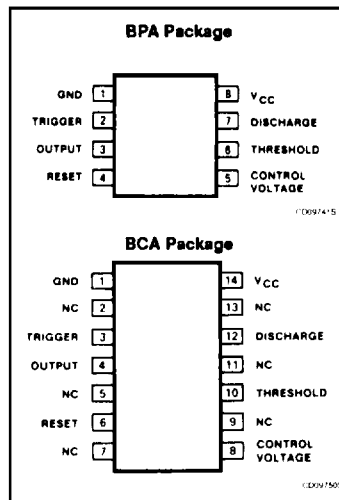 BPA Package
GND 1 8 VCC
TRIGGER 2 7 DISCHARGE
OUTPUT 3 6 THRESHOLD
RESET 4 5 CONTROL VOLTAGE
CD09741S
BCA Package
GND 1 14 VCC
NC 2 13 NC
TRIGGER 3 12 DISCHARGE
OUTPUT 4 11 NC
NC 5 10 THRESHOLD
RESET 6 9 NC
NC 7 8 CONTROL VOLTAGE
CD09750S